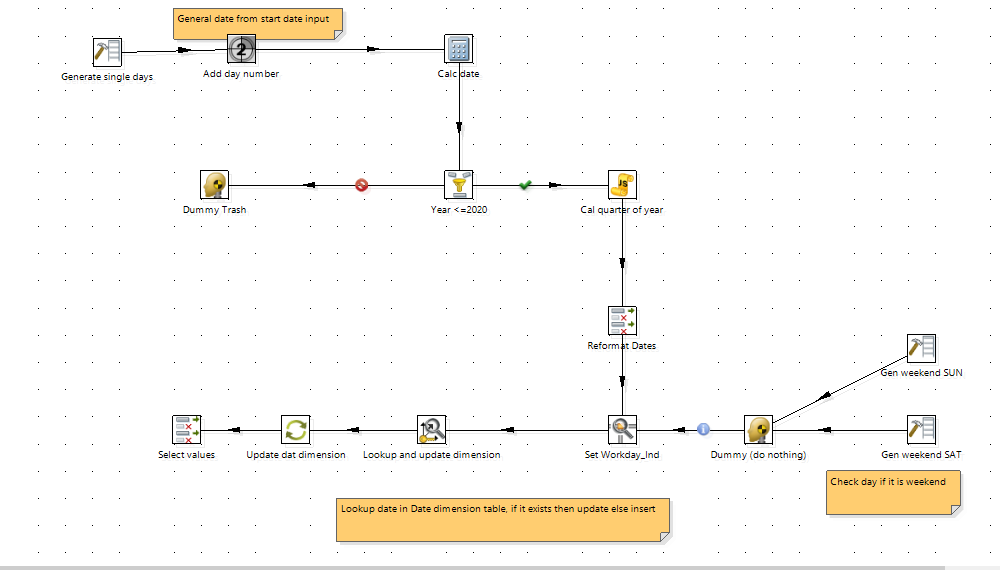 General date from start date input
2
Generate single days
Add day number
Calc date
Dummy Trash
Year <=2020
JS
Cal quarter of year
Reformat Dates
Gen weekend SUN
Select values
Update dat dimension
Lookup and update dimension
Set Workday_Ind
Dummy (do nothing)
Gen weekend SAT
Check day if it is weekend
Lookup date in Date dimension table, if it exists then update else insert